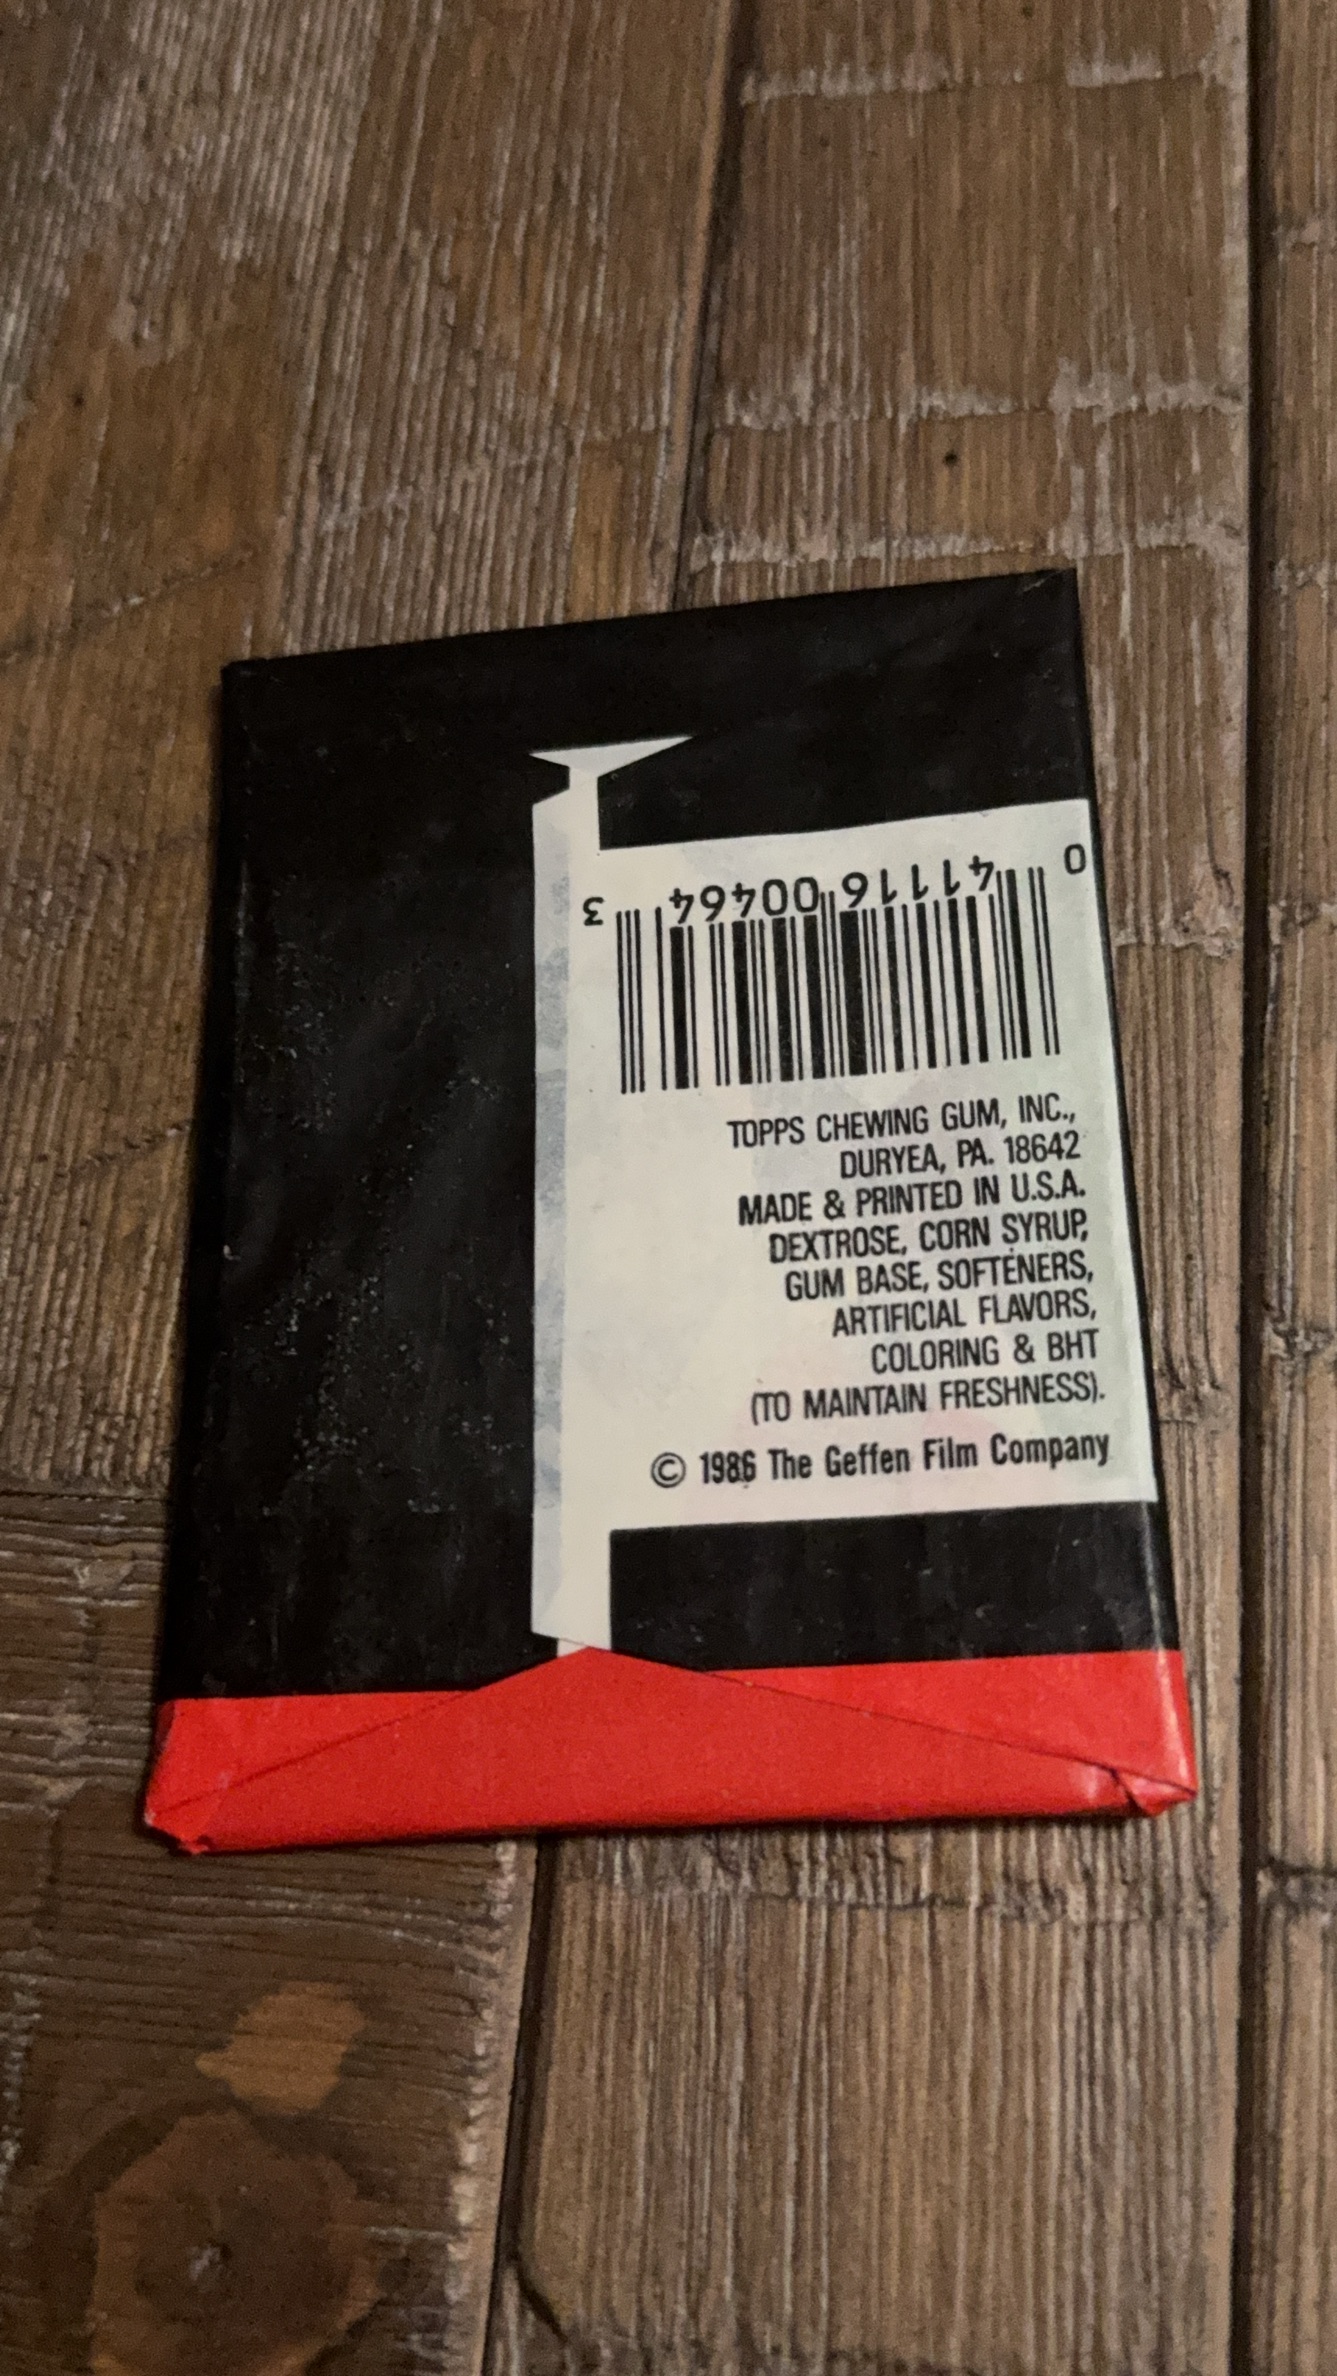 0 41116 00464 3
TOPPS CHEWING GUM, INC.,
DURYEA, PA. 18642
MADE & PRINTED IN U.S.A.
DEXTROSE, CORN SYRUP,
GUM BASE, SOFTENERS,
ARTIFICIAL FLAVORS,
COLORING & BHT
(TO MAINTAIN FRESHNESS).
© 1986 The Geffen Film Company